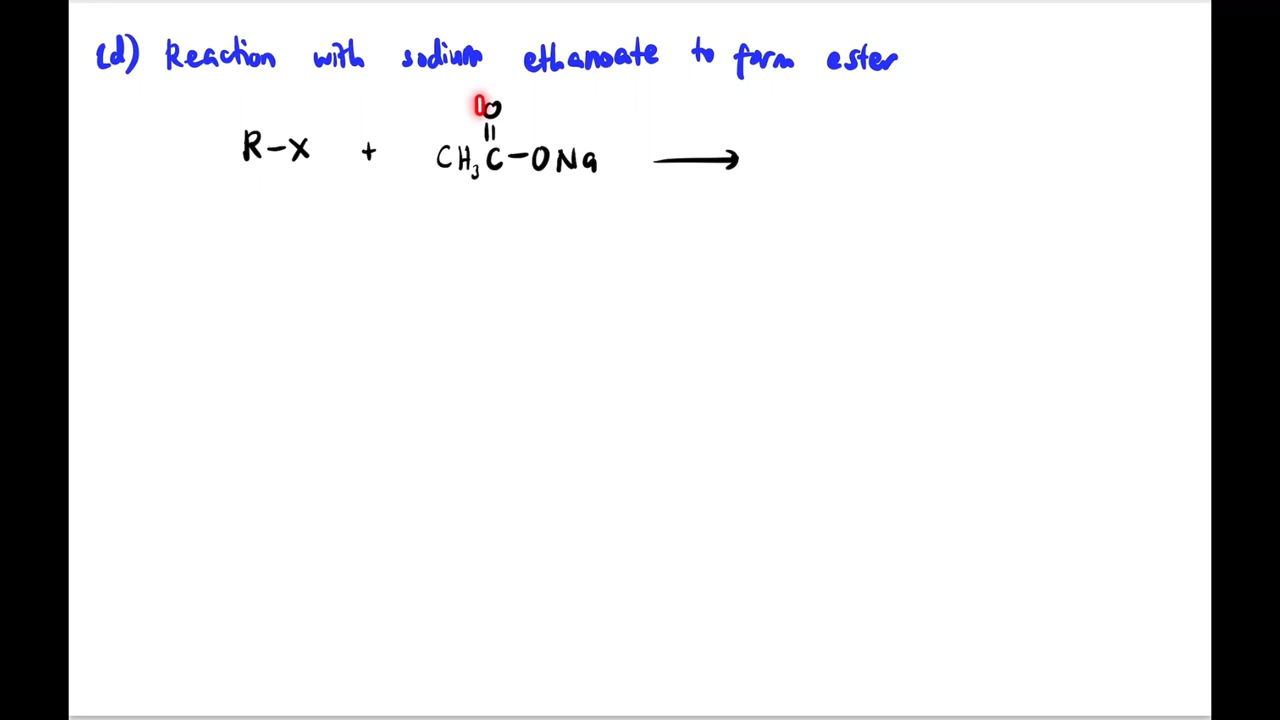 (d) Reaction with sodium ethanoate to form ester
O
||
R-X + CH₃C-ONa ⟶